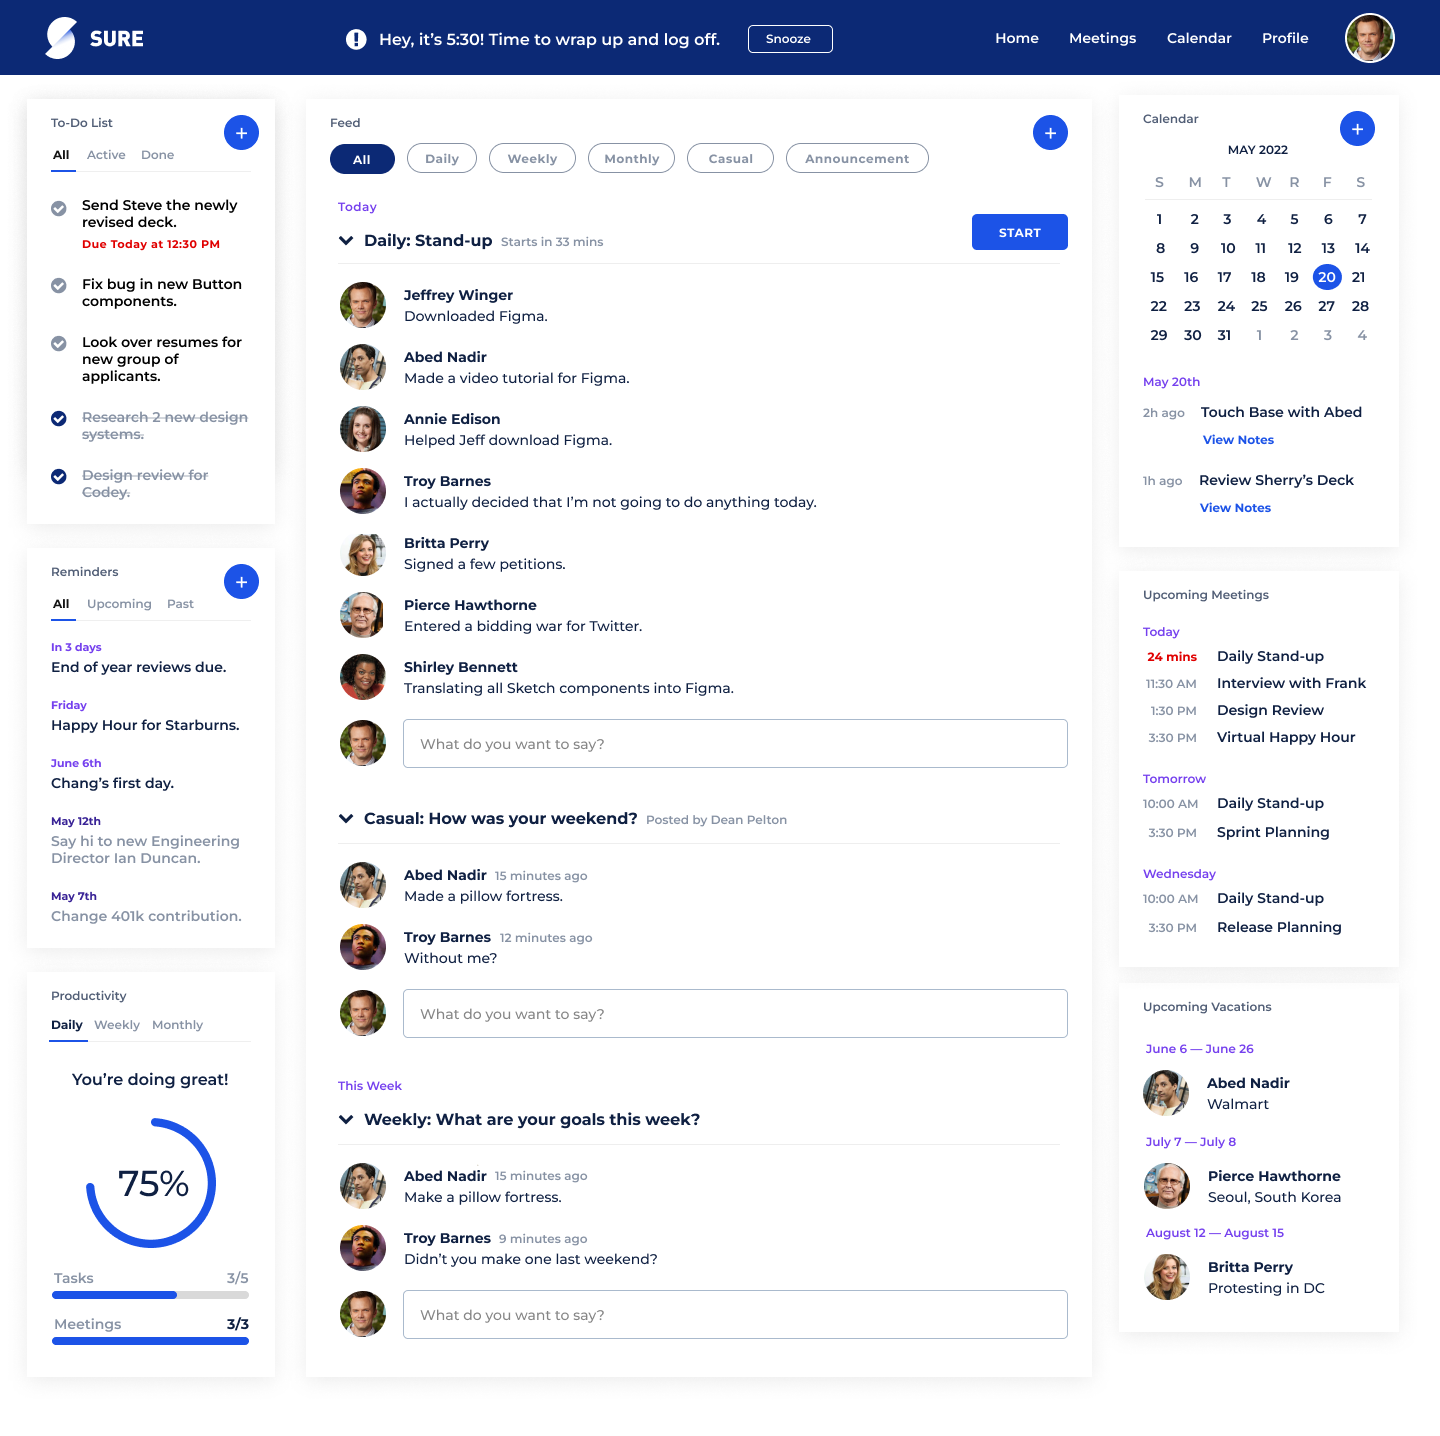 SURE
Hey, it’s 5:30! Time to wrap up and log off.
Snooze
Home Meetings Calendar Profile
To-Do List
All Active Done
Send Steve the newly
revised deck.
Due Today at 12:30 PM
Fix bug in new Button
components.
Look over resumes for
new group of
applicants.
Research 2 new design
systems.
Design review for
Codey.
Reminders
All Upcoming Past
In 3 days
End of year reviews due.
Friday
Happy Hour for Starburns.
June 6th
Chang’s first day.
May 12th
Say hi to new Engineering
Director Ian Duncan.
May 7th
Change 401k contribution.
Productivity
Daily Weekly Monthly
You’re doing great!
75%
Tasks 3/5
Meetings 3/3
Feed
All Daily Weekly Monthly Casual Announcement
Today
Daily: Stand-up Starts in 33 mins
START
Jeffrey Winger
Downloaded Figma.
Abed Nadir
Made a video tutorial for Figma.
Annie Edison
Helped Jeff download Figma.
Troy Barnes
I actually decided that I’m not going to do anything today.
Britta Perry
Signed a few petitions.
Pierce Hawthorne
Entered a bidding war for Twitter.
Shirley Bennett
Translating all Sketch components into Figma.
What do you want to say?
Casual: How was your weekend? Posted by Dean Pelton
Abed Nadir 15 minutes ago
Made a pillow fortress.
Troy Barnes 12 minutes ago
Without me?
What do you want to say?
This Week
Weekly: What are your goals this week?
Abed Nadir 15 minutes ago
Make a pillow fortress.
Troy Barnes 9 minutes ago
Didn’t you make one last weekend?
What do you want to say?
Calendar
MAY 2022
S M T W R F S
1 2 3 4 5 6 7
8 9 10 11 12 13 14
15 16 17 18 19 20 21
22 23 24 25 26 27 28
29 30 31 1 2 3 4
May 20th
2h ago Touch Base with Abed
View Notes
1h ago Review Sherry’s Deck
View Notes
Upcoming Meetings
Today
24 mins Daily Stand-up
11:30 AM Interview with Frank
1:30 PM Design Review
3:30 PM Virtual Happy Hour
Tomorrow
10:00 AM Daily Stand-up
3:30 PM Sprint Planning
Wednesday
10:00 AM Daily Stand-up
3:30 PM Release Planning
Upcoming Vacations
June 6 — June 26
Abed Nadir
Walmart
July 7 — July 8
Pierce Hawthorne
Seoul, South Korea
August 12 — August 15
Britta Perry
Protesting in DC